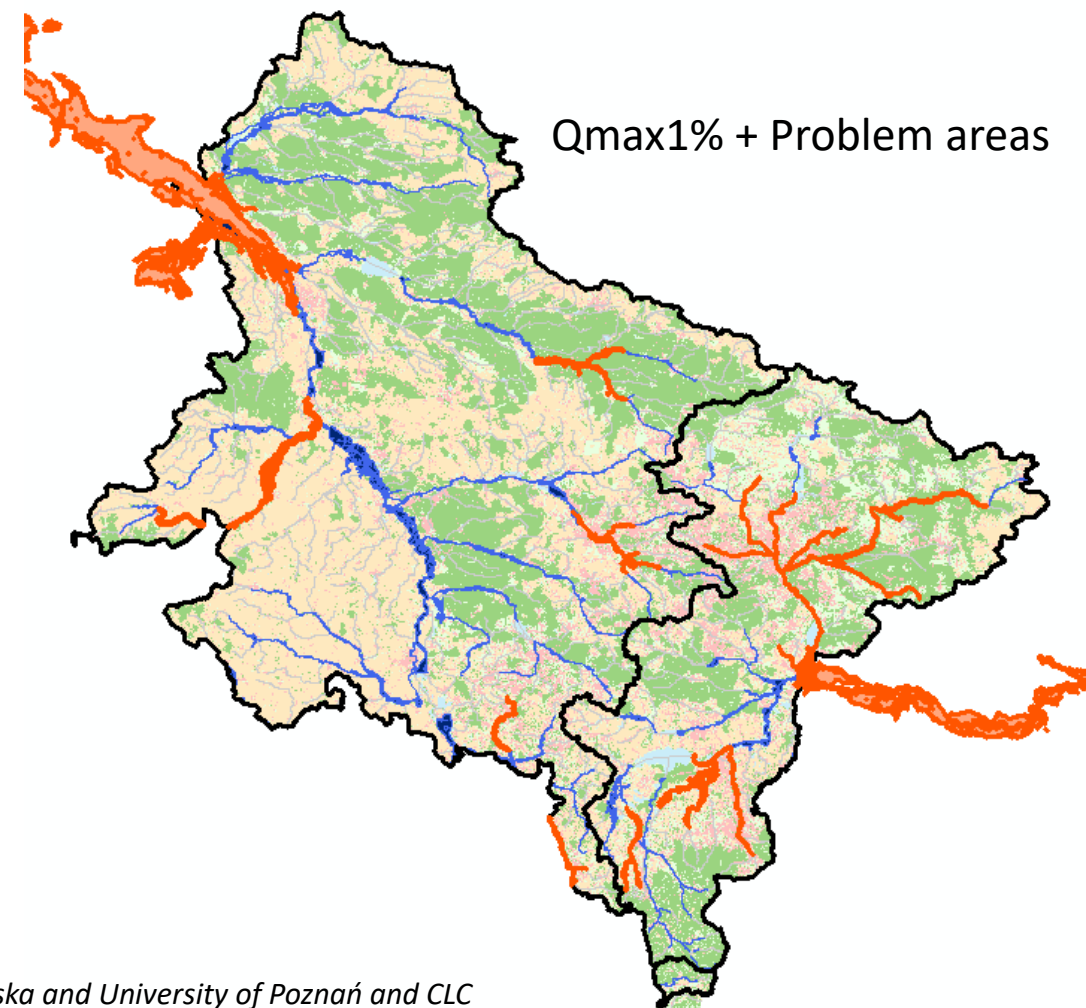 Qmax1% + Problem areas
ska and University of Poznań and CLC